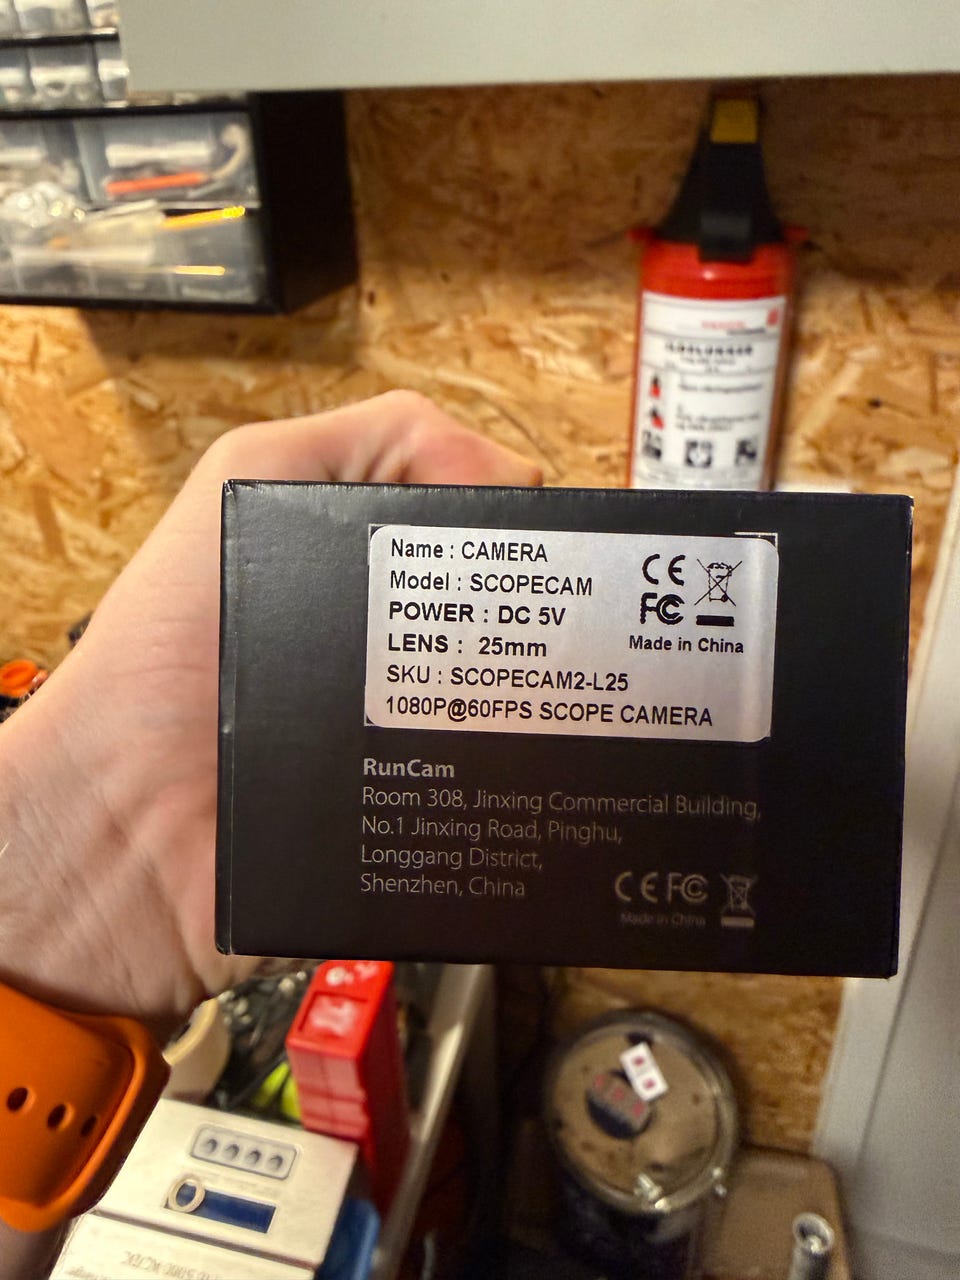 Name : CAMERA
Model : SCOPECAM
POWER : DC 5V
LENS : 25mm
SKU : SCOPECAM2-L25
1080P@60FPS SCOPE CAMERA
CE
FC
Made in China
RunCam
Room 308, Jinxing Commercial Building,
No.1 Jinxing Road, Pinghu,
Longgang District,
Shenzhen, China
CE FC
Made in China